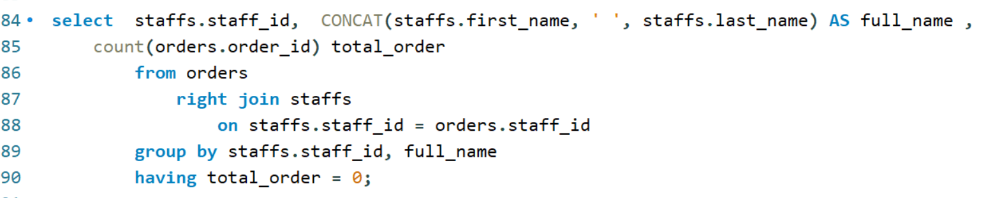 84 select  staffs.staff_id,  CONCAT(staffs.first_name, ' ', staffs.last_name) AS full_name ,
85     count(orders.order_id) total_order
86         from orders
87             right join staffs
88                 on staffs.staff_id = orders.staff_id
89         group by staffs.staff_id, full_name
90         having total_order = 0;